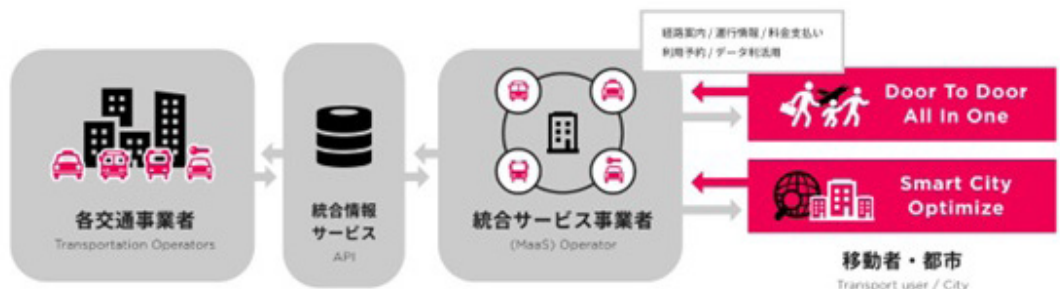 経路案内 / 運行情報 / 料金支払い
利用予約 / データ利活用
各交通事業者
Transportation Operators
統合情報
サービス
API
統合サービス事業者
(MaaS) Operator
Door To Door
All In One
Smart City
Optimize
移動者・都市
Transport user / City